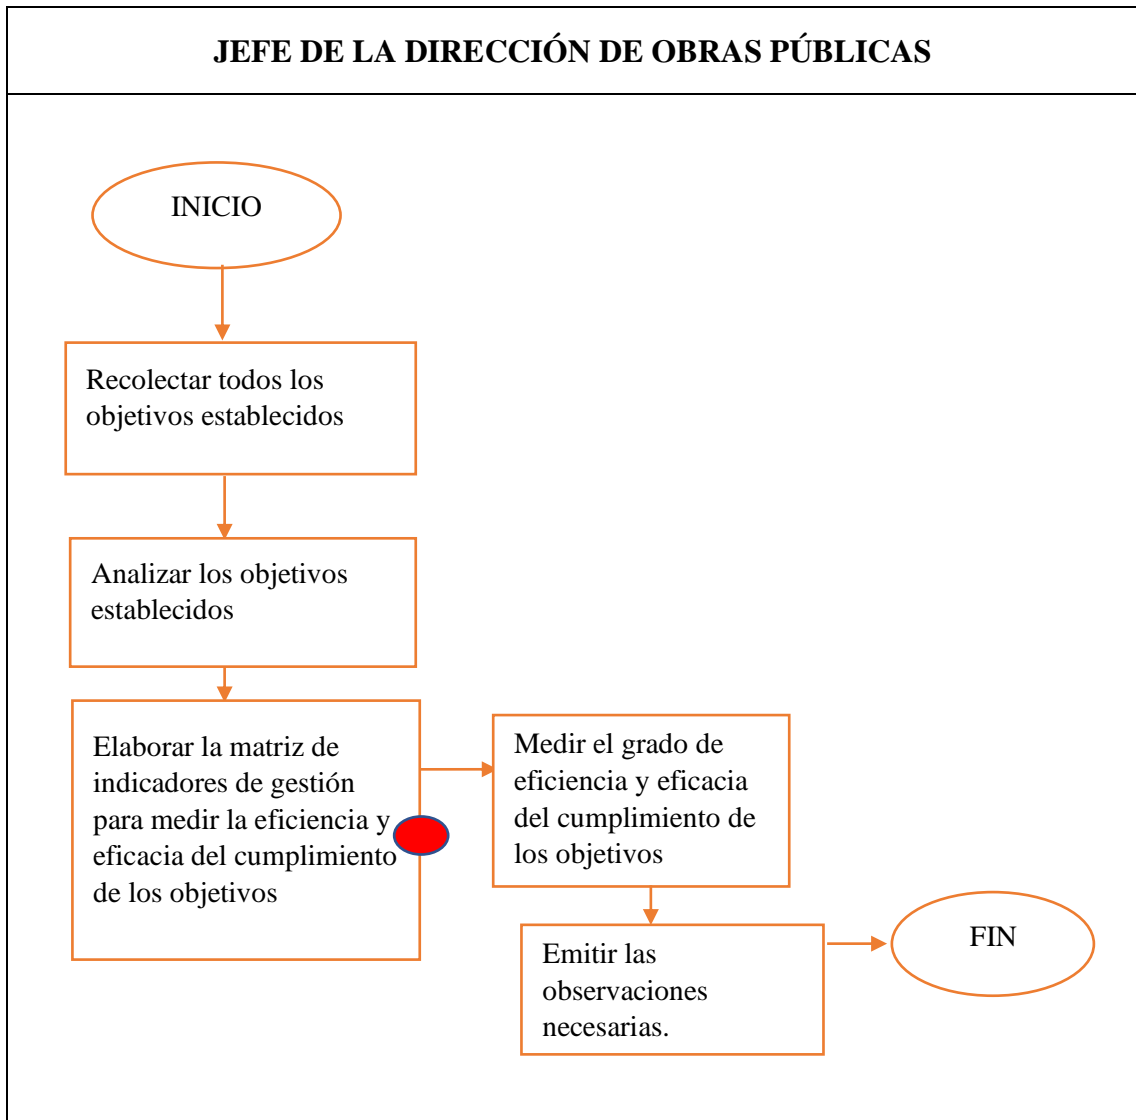 JEFE DE LA DIRECCIÓN DE OBRAS PÚBLICAS
INICIO
Recolectar todos los
objetivos establecidos
Analizar los objetivos
establecidos
Elaborar la matriz de
indicadores de gestión
para medir la eficiencia y
eficacia del cumplimiento
de los objetivos
Medir el grado de
eficiencia y eficacia
del cumplimiento de
los objetivos
Emitir las
observaciones
necesarias.
FIN